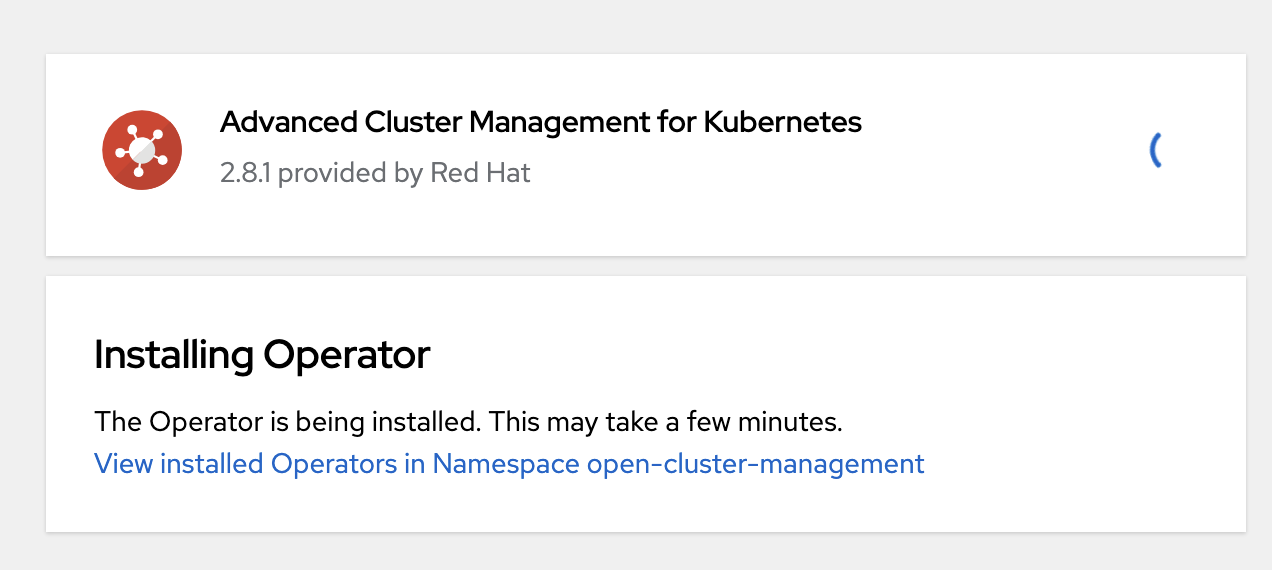 Advanced Cluster Management for Kubernetes
2.8.1 provided by Red Hat
Installing Operator
The Operator is being installed. This may take a few minutes.
View installed Operators in Namespace open-cluster-management